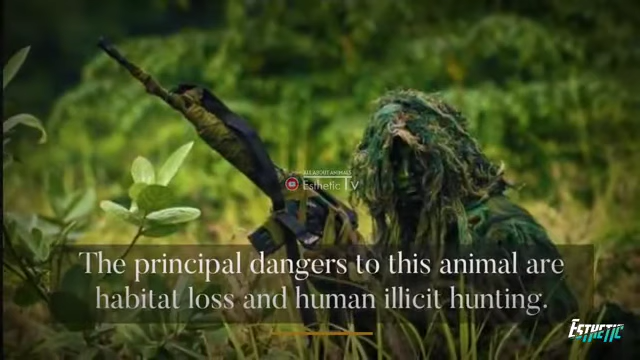 ALL ABOUT ANIMALS
Esthetic TV
The principal dangers to this animal are
habitat loss and human illicit hunting.
ESTHETIC